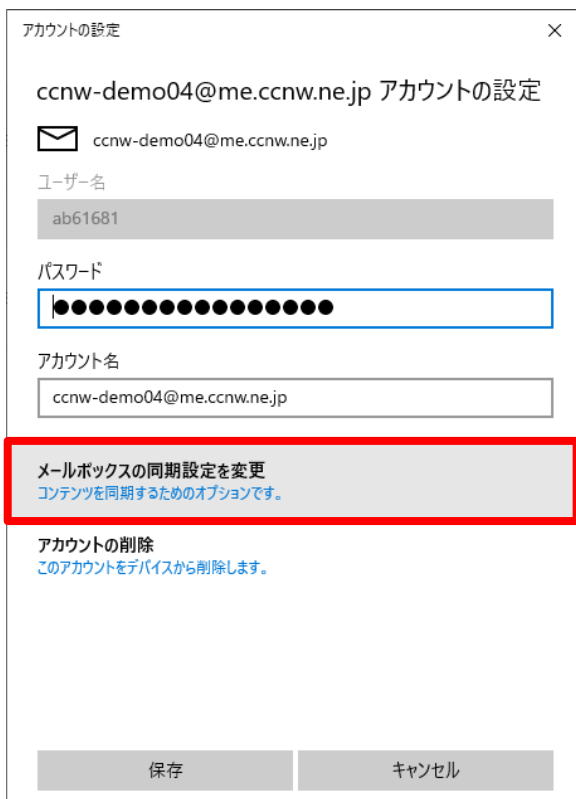 アカウントの設定
ccnw-demo04@me.ccnw.ne.jp アカウントの設定
ccnw-demo04@me.ccnw.ne.jp
ユーザー名
ab61681
パスワード
●●●●●●●●●●●●●●●●
アカウント名
ccnw-demo04@me.ccnw.ne.jp
メールボックスの同期設定を変更
コンテンツを同期するためのオプションです。
アカウントの削除
このアカウントをデバイスから削除します。
保存
キャンセル